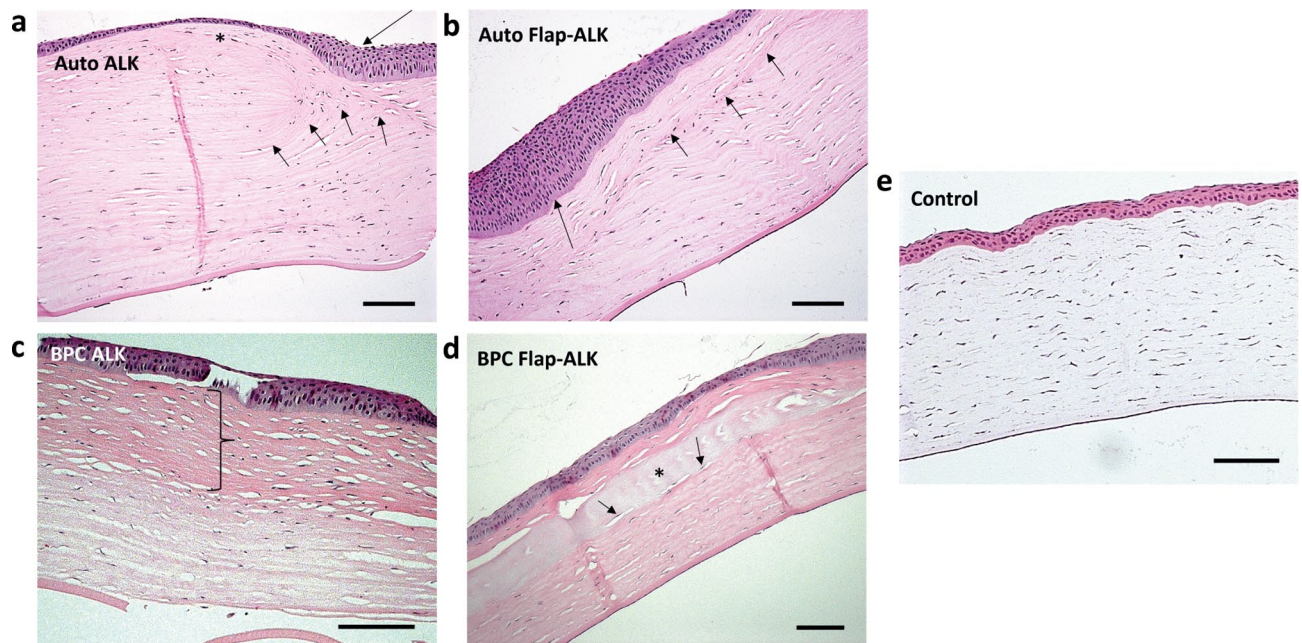 a
Auto ALK
*
b
Auto Flap-ALK
c
BPC ALK
d
BPC Flap-ALK
*
e
Control